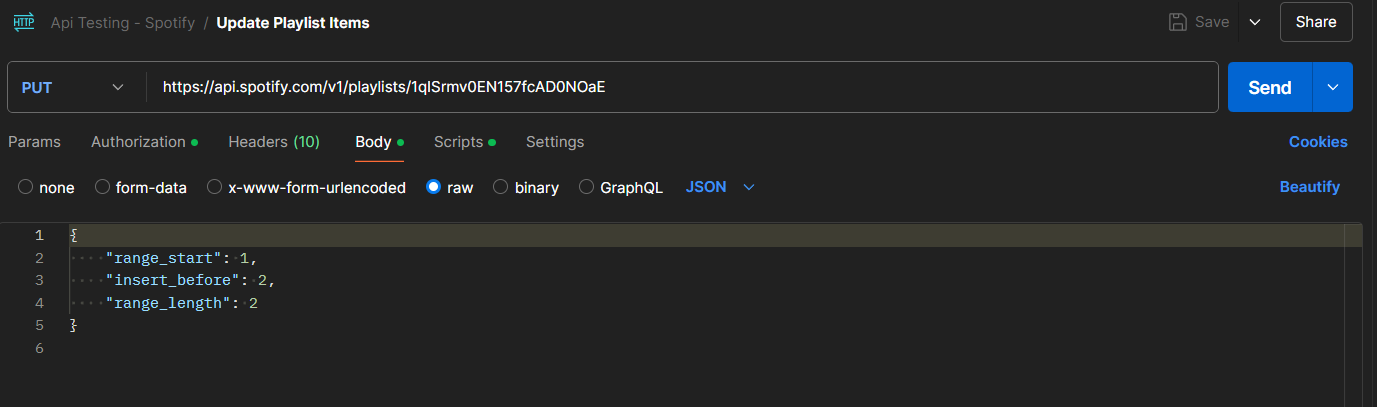 HTTP Api Testing - Spotify / Update Playlist Items Save Share
PUT https://api.spotify.com/v1/playlists/1qlSrmv0EN157fcAD0NOaE Send
Params Authorization Headers (10) Body Scripts Settings Cookies
none form-data x-www-form-urlencoded raw binary GraphQL JSON Beautify
1 {
2 "range_start": 1,
3 "insert_before": 2,
4 "range_length": 2
5 }
6